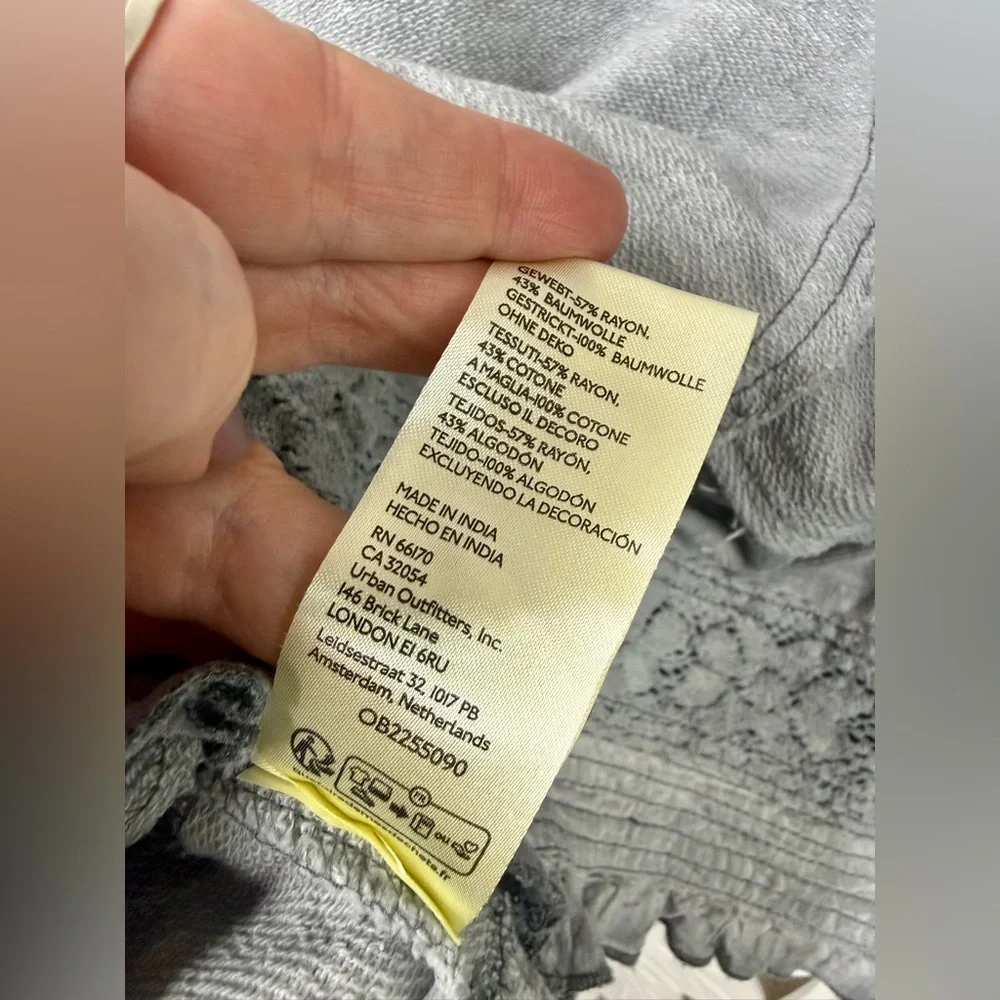 GEWEBT-57% RAYON,
43% BAUMWOLLE
GESTRICKT-100% BAUMWOLLE
OHNE DEKO
TESSUTI-57% RAYON,
43% COTONE
A MAGLIA-100% COTONE
ESCLUSO IL DECORO
TEJIDOS-57% RAYÓN,
43% ALGODÓN
TEJIDO-100% ALGODÓN
EXCLUYENDO LA DECORACIÓN
MADE IN INDIA
HECHO EN INDIA
RN 66170
CA 32054
Urban Outfitters, Inc.
146 Brick Lane
LONDON E1 6RU
Leidsestraat 32, 1017 PB
Amsterdam, Netherlands
OB2255090
FR
OU